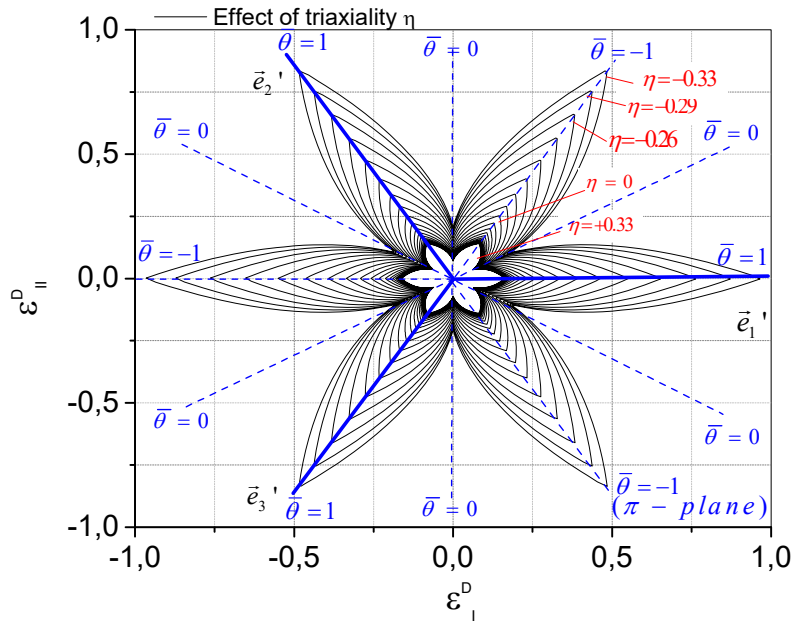 Effect of triaxiality η
1,0
θ̅ = 1
θ̅ = 0
θ̅ = −1
e⃗₂'
η = −0.33
η = −0.29
η = −0.26
θ̅ = 0
θ̅ = 0
0,5
η = 0
η = +0.33
θ̅ = −1
θ̅ = 1
0,0
e⃗₁'
ε^D_II
-0,5
θ̅ = 0
θ̅ = 0
e⃗₃'
θ̅ = 1
θ̅ = 0
θ̅ = −1
(π − plane)
-1,0
-1,0 -0,5 0,0 0,5 1,0
ε^D_I